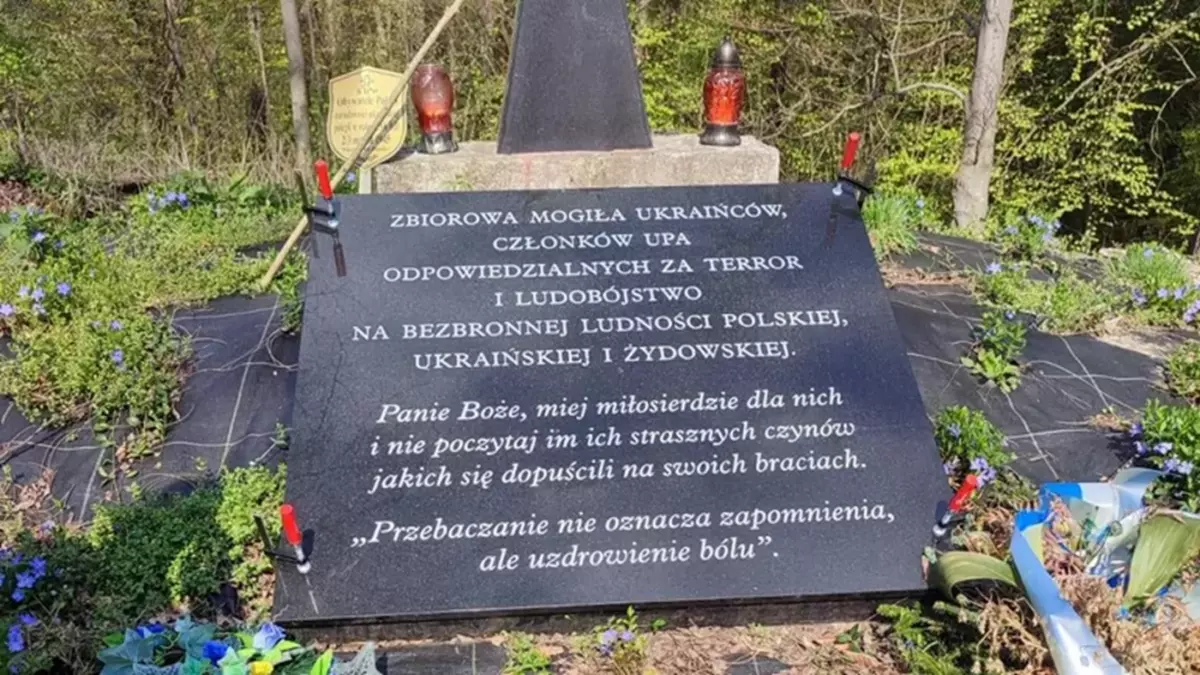 Obywatele Pol
ZBIOROWA MOGIŁA UKRAIŃCÓW,
CZŁONKÓW UPA
ODPOWIEDZIALNYCH ZA TERROR
I LUDOBÓJSTWO
NA BEZBRONNEJ LUDNOŚCI POLSKIEJ,
UKRAIŃSKIEJ I ŻYDOWSKIEJ.
Panie Boże, miej miłosierdzie dla nich
i nie poczytaj im ich strasznych czynów
jakich się dopuścili na swoich braciach.
„Przebaczanie nie oznacza zapomnienia,
ale uzdrowienie bólu”.